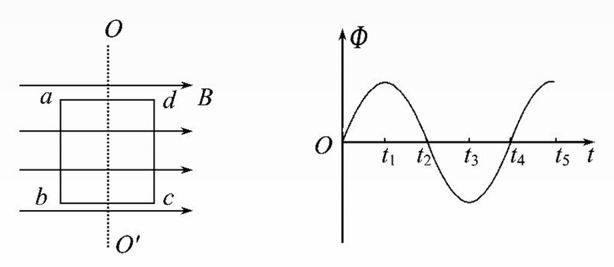 O
a d B
b c
O'
Φ
O t₁ t₂ t₃ t₄ t₅ t